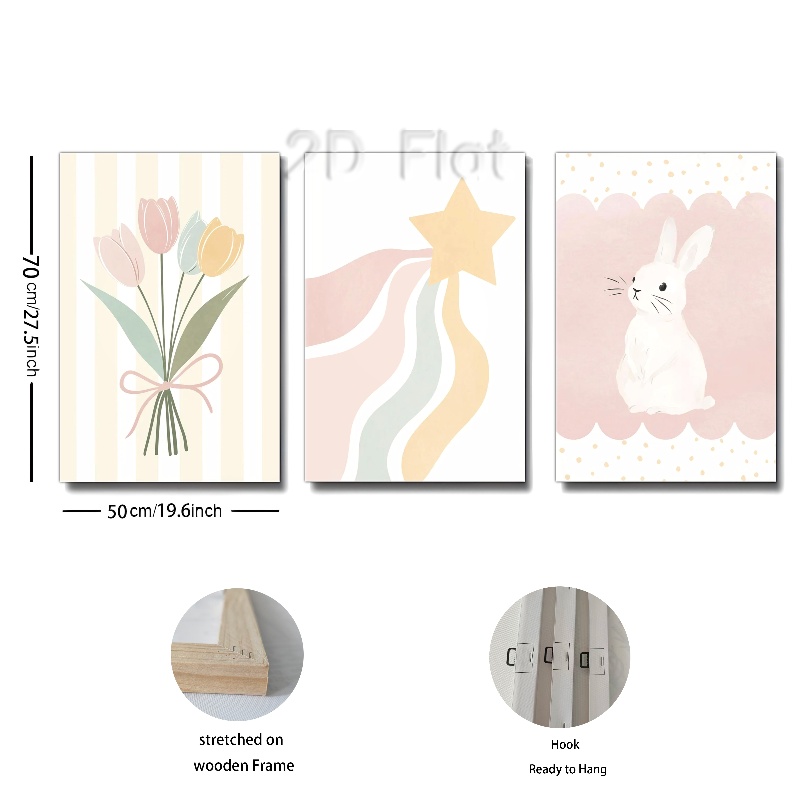 2D Flat
70 cm/27.5inch
50cm/19.6inch
stretched on
wooden Frame
Hook
Ready to Hang